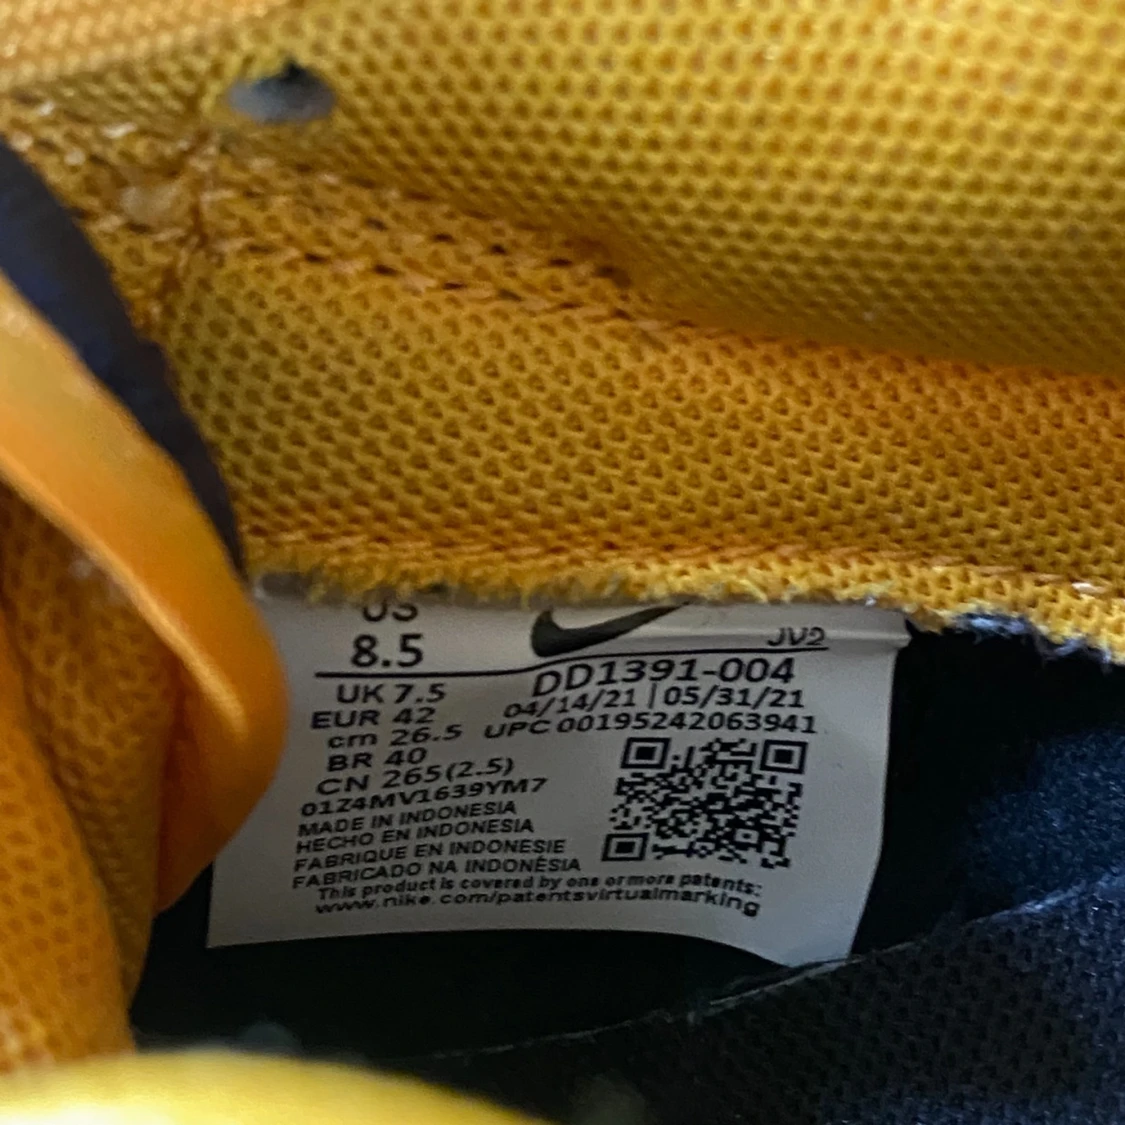 US
8.5
JV2
UK 7.5
DD1391-004
EUR 42
04/14/21 | 05/31/21
cm 26.5
UPC 00195242063941
BR 40
CN 265(2.5)
01Z4MV1639YM7
MADE IN INDONESIA
HECHO EN INDONESIA
FABRIQUE EN INDONESIE
FABRICADO NA INDONÉSIA
This product is covered by one or more patents:
www.nike.com/patentsvirtualmarking